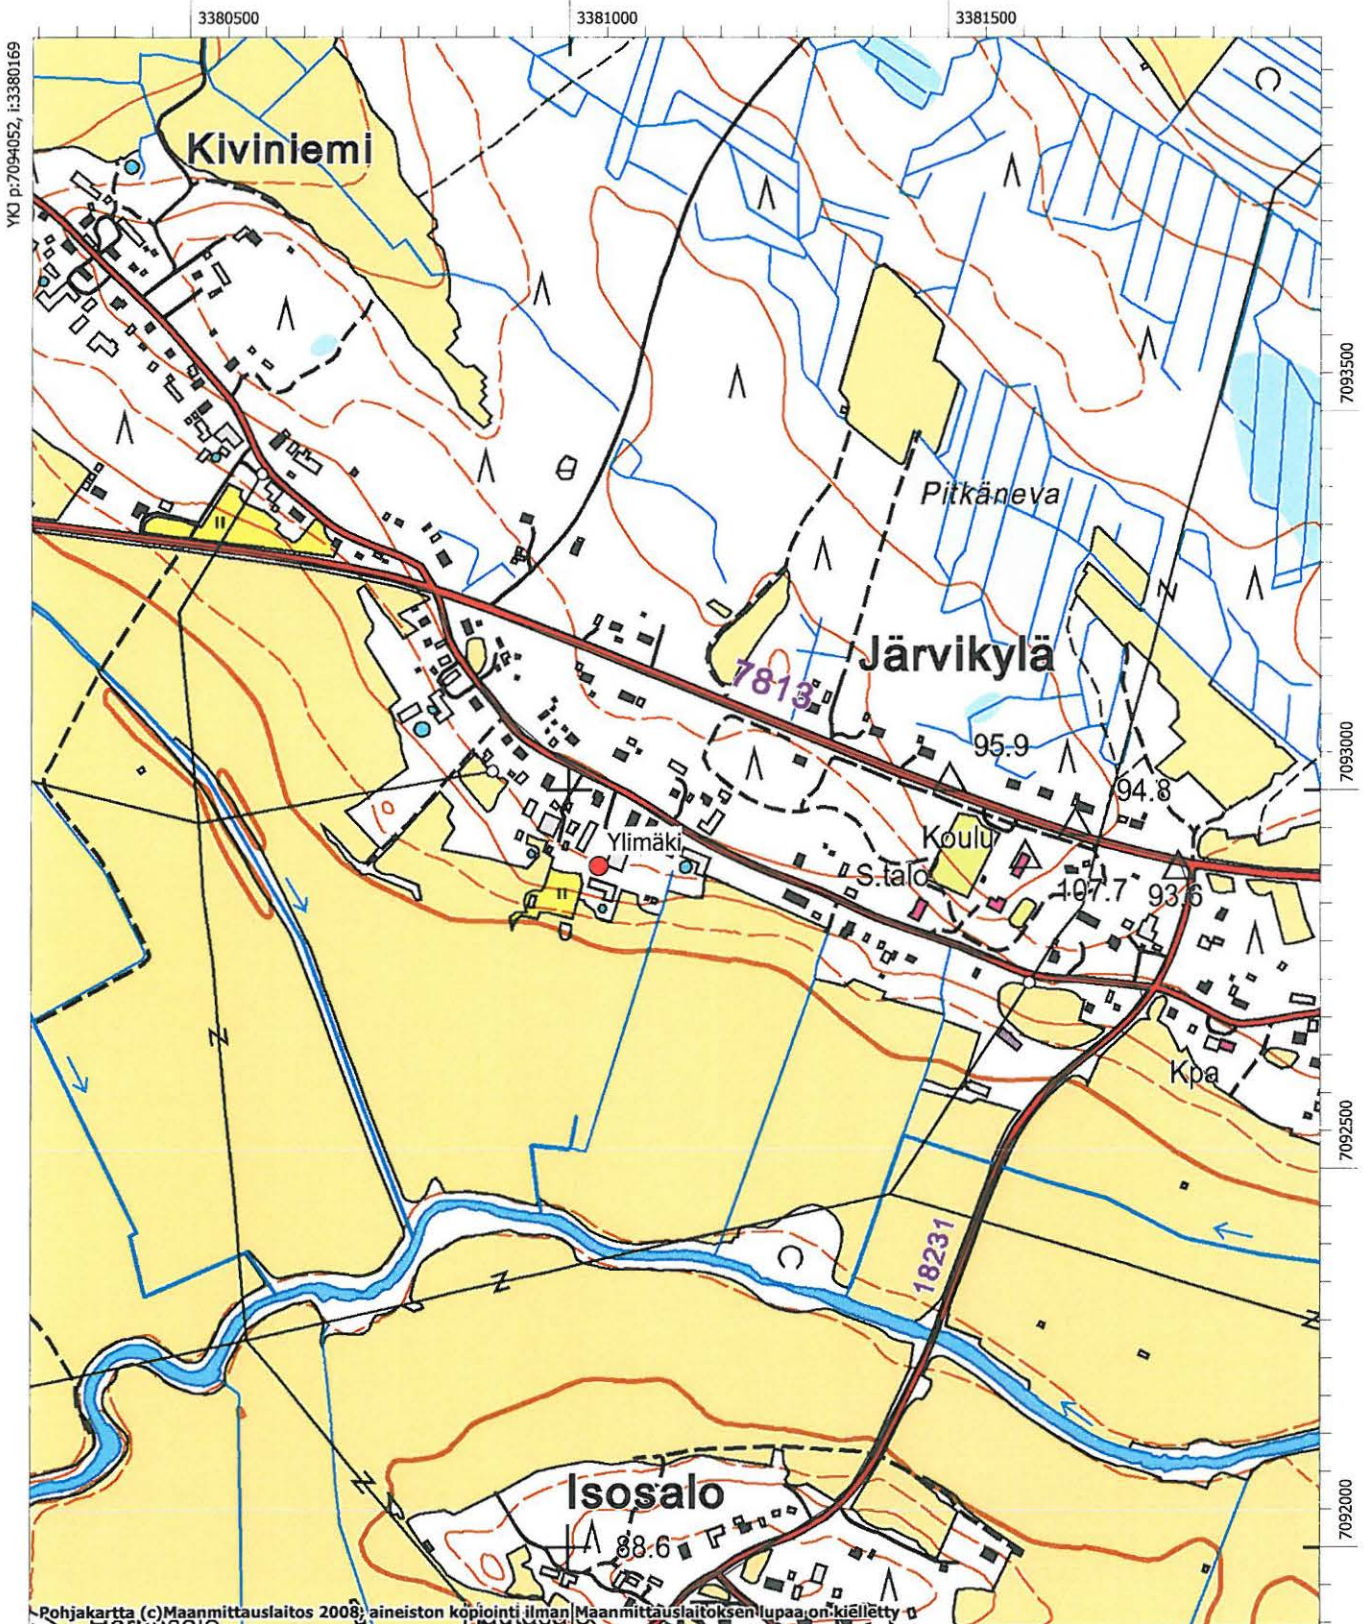 3380500
3381000
3381500
YKJ p:7094052, i:3380169
Kiviniemi
7093500
Pitkäneva
Järvikylä
7813
95.9
7093000
94.8
Koulu
Ylimäki
S.talo
107.7
93.6
Kpa
7092500
18231
Isosalo
88.6
7092000
Pohjakartta (c)Maanmittauslaitos 2008, aineiston kopiointi ilman Maanmittauslaitoksen lupaa on kielletty